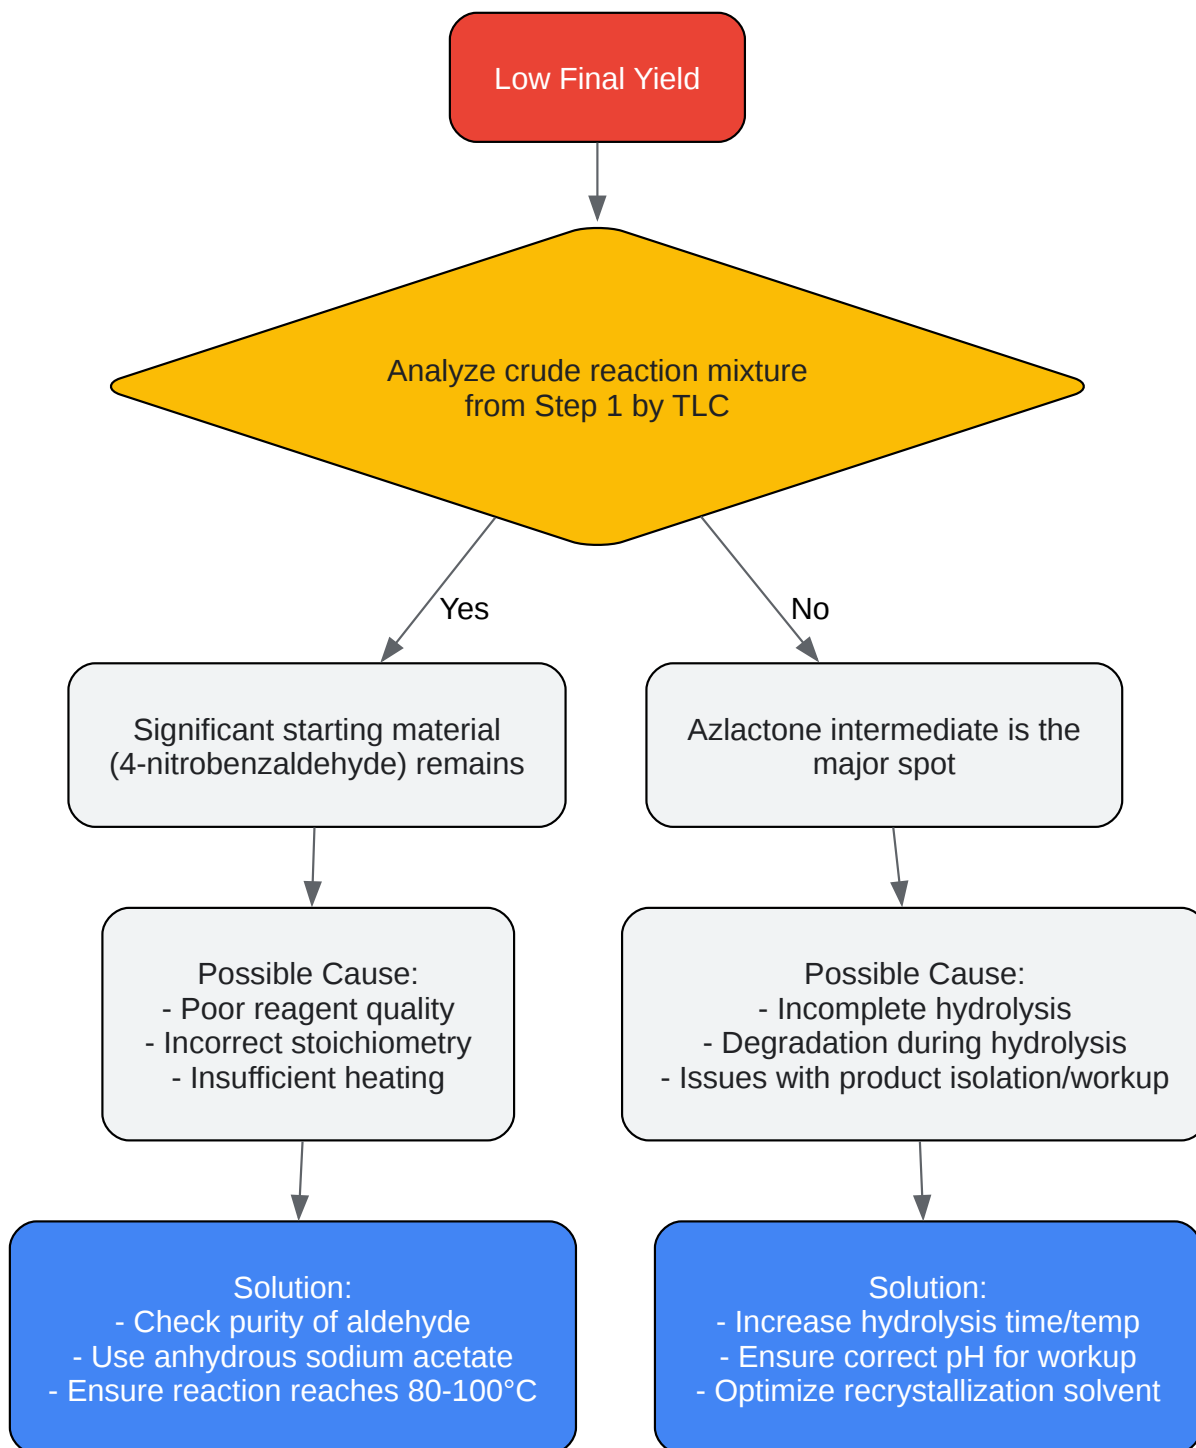 Low Final Yield
Analyze crude reaction mixture
from Step 1 by TLC
Yes
No
Significant starting material
(4-nitrobenzaldehyde) remains
Azlactone intermediate is the
major spot
Possible Cause:
- Poor reagent quality
- Incorrect stoichiometry
- Insufficient heating
Possible Cause:
- Incomplete hydrolysis
- Degradation during hydrolysis
- Issues with product isolation/workup
Solution:
- Check purity of aldehyde
- Use anhydrous sodium acetate
- Ensure reaction reaches 80-100°C
Solution:
- Increase hydrolysis time/temp
- Ensure correct pH for workup
- Optimize recrystallization solvent